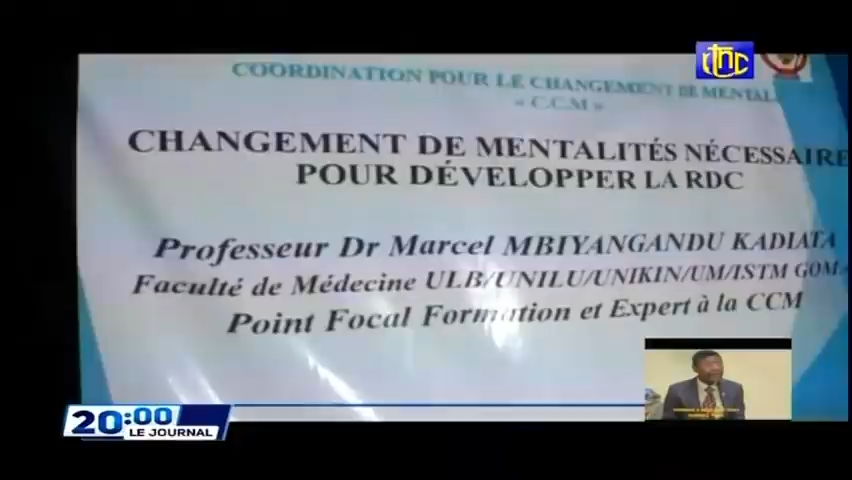 RTNC
COORDINATION POUR LE CHANGEMENT DE MENTAL
« C.C.M »
CHANGEMENT DE MENTALITÉS NÉCESSAIRE
POUR DÉVELOPPER LA RDC
Professeur Dr Marcel MBIYANGANDU KADIATA
Faculté de Médecine ULB/UNILU/UNIKIN/UM/ISTM GOMA
Point Focal Formation et Expert à la CCM
20:00
LE JOURNAL